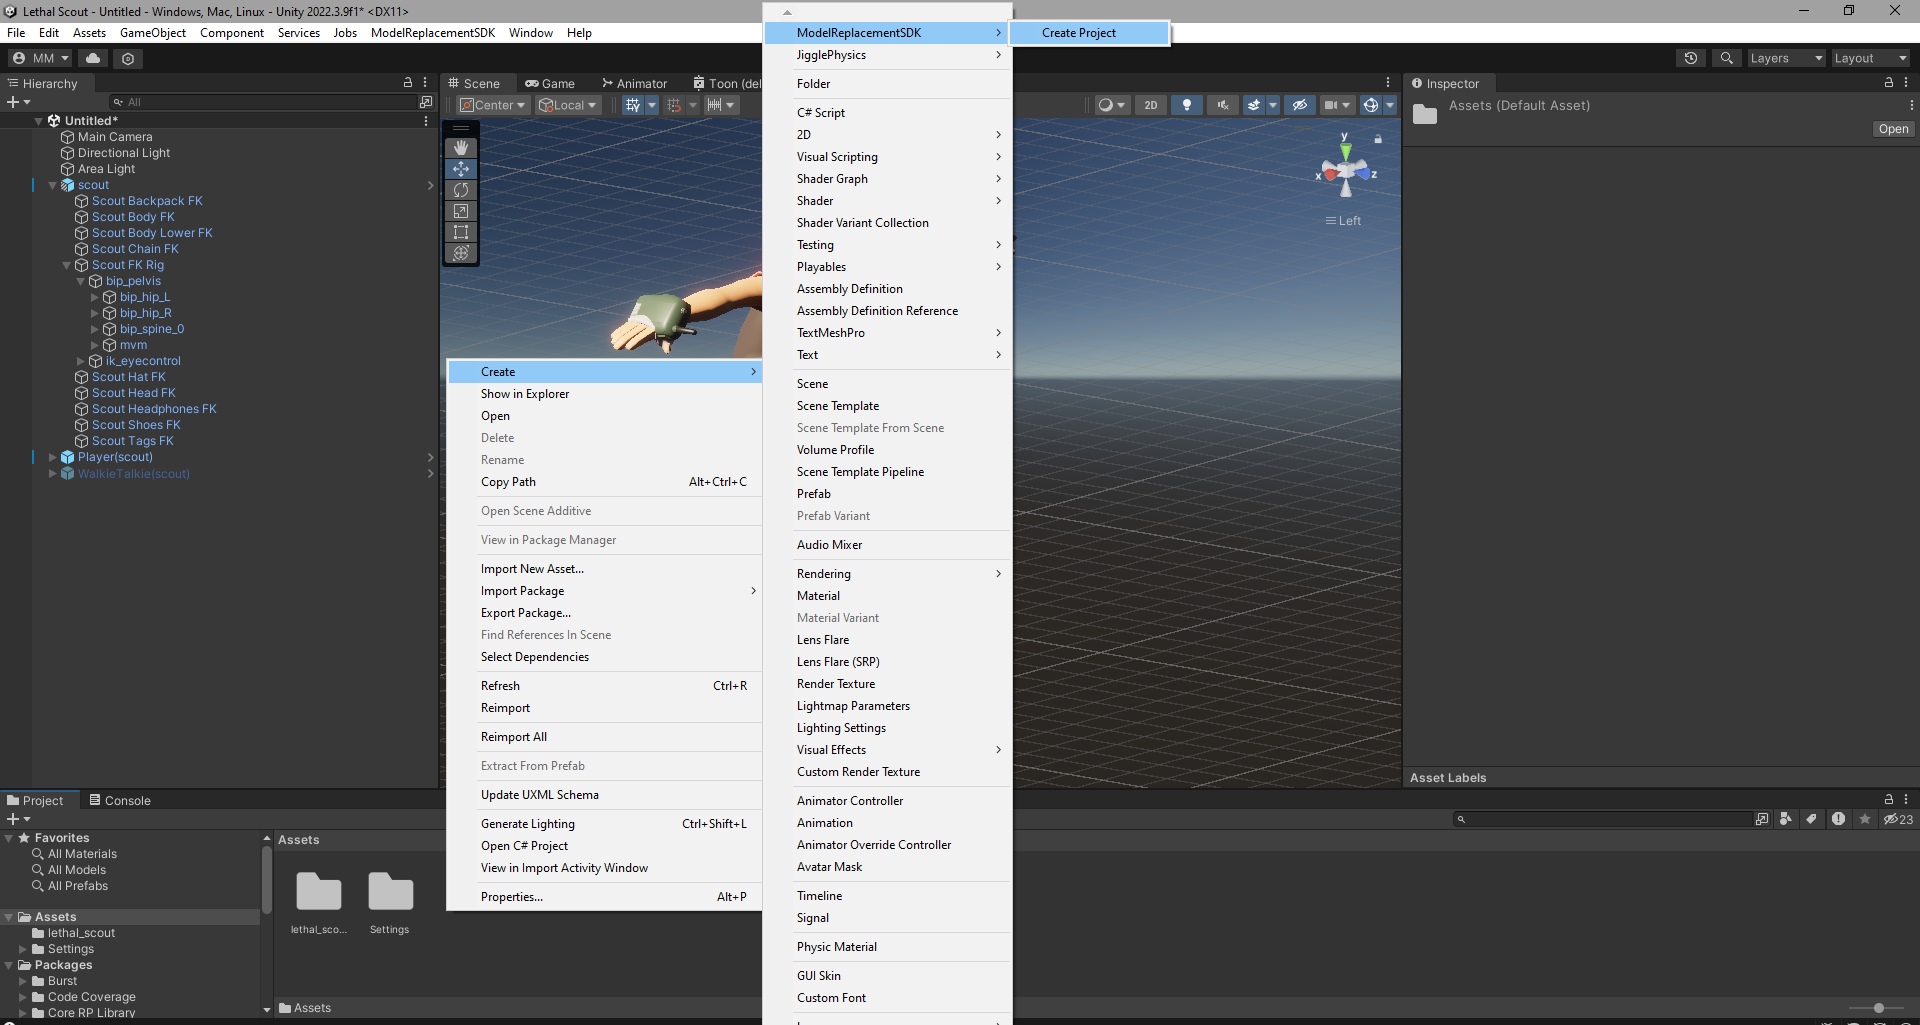 Lethal Scout - Untitled - Windows, Mac, Linux - Unity 2022.3.9f1* <DX11>
File Edit Assets GameObject Component Services Jobs ModelReplacementSDK Window Help
MM
Layers
Layout
Hierarchy
All
Untitled*
Main Camera
Directional Light
Area Light
scout
Scout Backpack FK
Scout Body FK
Scout Body Lower FK
Scout Chain FK
Scout FK Rig
bip_pelvis
bip_hip_L
bip_hip_R
bip_spine_0
mvm
ik_eyecontrol
Scout Hat FK
Scout Head FK
Scout Headphones FK
Scout Shoes FK
Scout Tags FK
Player(scout)
WalkieTalkie(scout)
Scene Game Animator Toon (del
Center Local
2D
y
x
z
Left
Create
Show in Explorer
Open
Delete
Rename
Copy Path Alt+Ctrl+C
Open Scene Additive
View in Package Manager
Import New Asset...
Import Package
Export Package...
Find References In Scene
Select Dependencies
Refresh Ctrl+R
Reimport
Reimport All
Extract From Prefab
Update UXML Schema
Generate Lighting Ctrl+Shift+L
Open C# Project
View in Import Activity Window
Properties... Alt+P
ModelReplacementSDK
JigglePhysics
Folder
C# Script
2D
Visual Scripting
Shader Graph
Shader
Shader Variant Collection
Testing
Playables
Assembly Definition
Assembly Definition Reference
TextMeshPro
Text
Scene
Scene Template
Scene Template From Scene
Volume Profile
Scene Template Pipeline
Prefab
Prefab Variant
Audio Mixer
Rendering
Material
Material Variant
Lens Flare
Lens Flare (SRP)
Render Texture
Lightmap Parameters
Lighting Settings
Visual Effects
Custom Render Texture
Animator Controller
Animation
Animator Override Controller
Avatar Mask
Timeline
Signal
Physic Material
GUI Skin
Custom Font
Create Project
Inspector
Assets (Default Asset)
Open
Asset Labels
Project Console
23
Favorites
All Materials
All Models
All Prefabs
Assets
lethal_scout
Settings
Packages
Burst
Code Coverage
Core RP Library
Assets
lethal_sco...
Settings
Assets